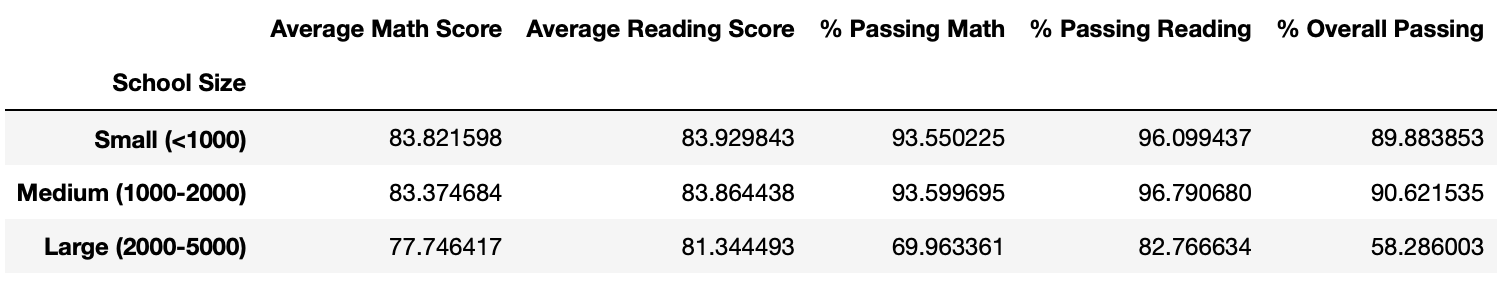 Average Math Score Average Reading Score % Passing Math % Passing Reading % Overall Passing
School Size
Small (<1000) 83.821598 83.929843 93.550225 96.099437 89.883853
Medium (1000-2000) 83.374684 83.864438 93.599695 96.790680 90.621535
Large (2000-5000) 77.746417 81.344493 69.963361 82.766634 58.286003